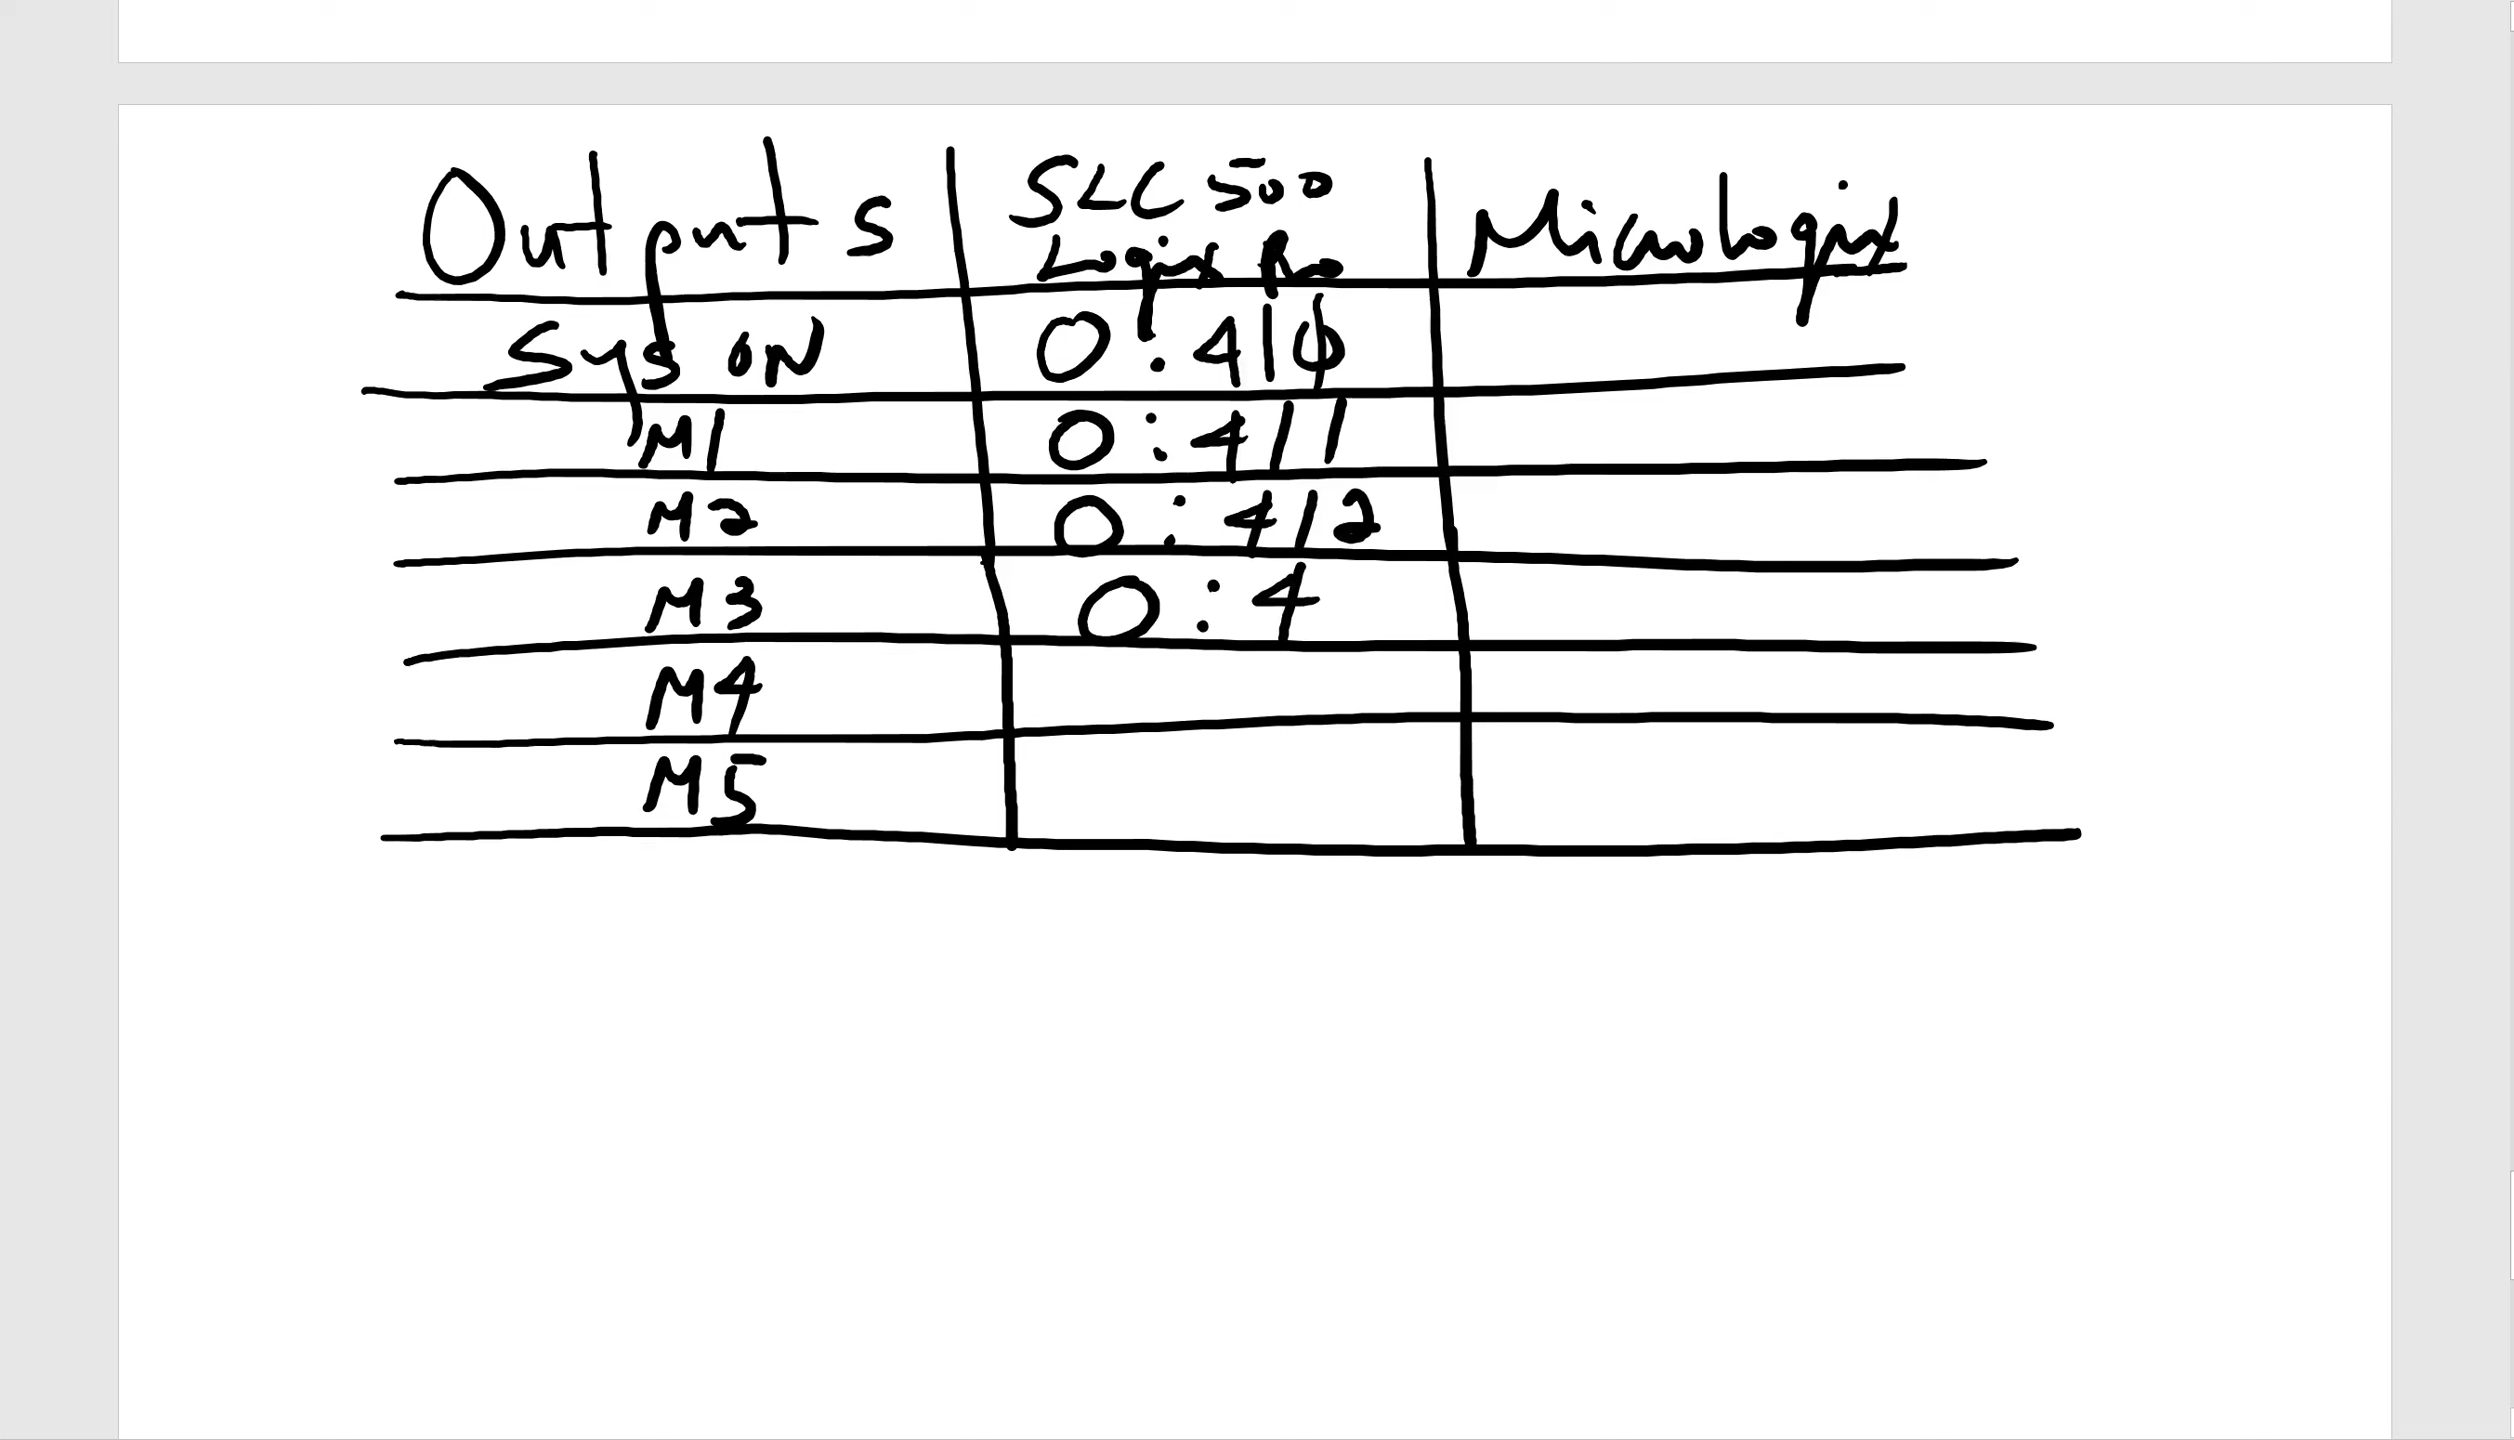 Outputs SLC 500 Micrologix
Logix Pro
Sys ON O:4/0
M1 O:4/1
M2 O:4/2
M3 O:4
M4
M5